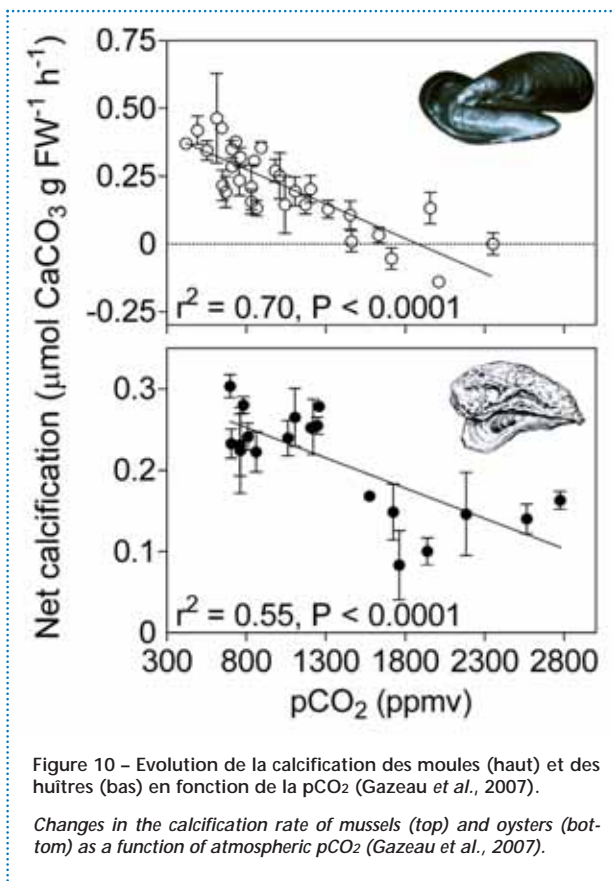 0.75
0.50
0.25
0
-0.25
r² = 0.70, P < 0.0001
Net calcification (µmol CaCO₃ g FW⁻¹ h⁻¹)
0.3
0.2
0.1
0
r² = 0.55, P < 0.0001
300 800 1300 1800 2300 2800
pCO₂ (ppmv)
Figure 10 – Evolution de la calcification des moules (haut) et des
huîtres (bas) en fonction de la pCO₂ (Gazeau et al., 2007).
Changes in the calcification rate of mussels (top) and oysters (bot-
tom) as a function of atmospheric pCO₂ (Gazeau et al., 2007).